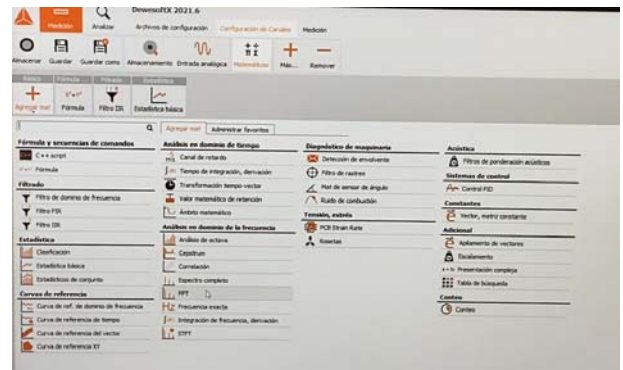 DewesoftX 2021.6
Medición
Analizar
Archivos de configuración
Configuración de Canales
Medición
Almacenar
Guardar
Guardar como
Almacenamiento
Entrada analógica
Matemáticos
Más...
Remover
Básico
Fórmula ...
Filtrado
Estadística
Agregar mat
Fórmula
Filtro IIR
Estadística básica
Agregar mat
Administrar favoritos
Fórmula y secuencias de comandos
C++ script
Fórmula
Filtrado
Filtro de dominio de frecuencia
Filtro FIR
Filtro IIR
Estadística
Clasificación
Estadística básica
Estadísticos de conjunto
Curvas de referencia
Curva de ref. de dominio de frecuencia
Curva de referencia de tiempo
Curva de referencia del vector
Curva de referencia XY
Análisis en dominio de tiempo
Canal de retardo
Tiempo de integración, derivación
Transformación tiempo vector
Valor matemático de retención
Ámbito matemático
Análisis en dominio de la frecuencia
Análisis de octava
Cepstrum
Correlación
Espectro completo
FFT
Frecuencia exacta
Integración de frecuencia, derivación
STFT
Diagnóstico de maquinaria
Detección de envolvente
Filtro de rastreo
Mat de sensor de ángulo
Ruido de combustión
Tensión, estrés
PCB Strain Rate
Rosetas
Acústica
Filtros de ponderación acústicos
Sistemas de control
Control PID
Constantes
Vector, matriz constante
Adicional
Apilamiento de vectores
Escalamiento
Presentación compleja
Tabla de búsqueda
Conteo
Conteo